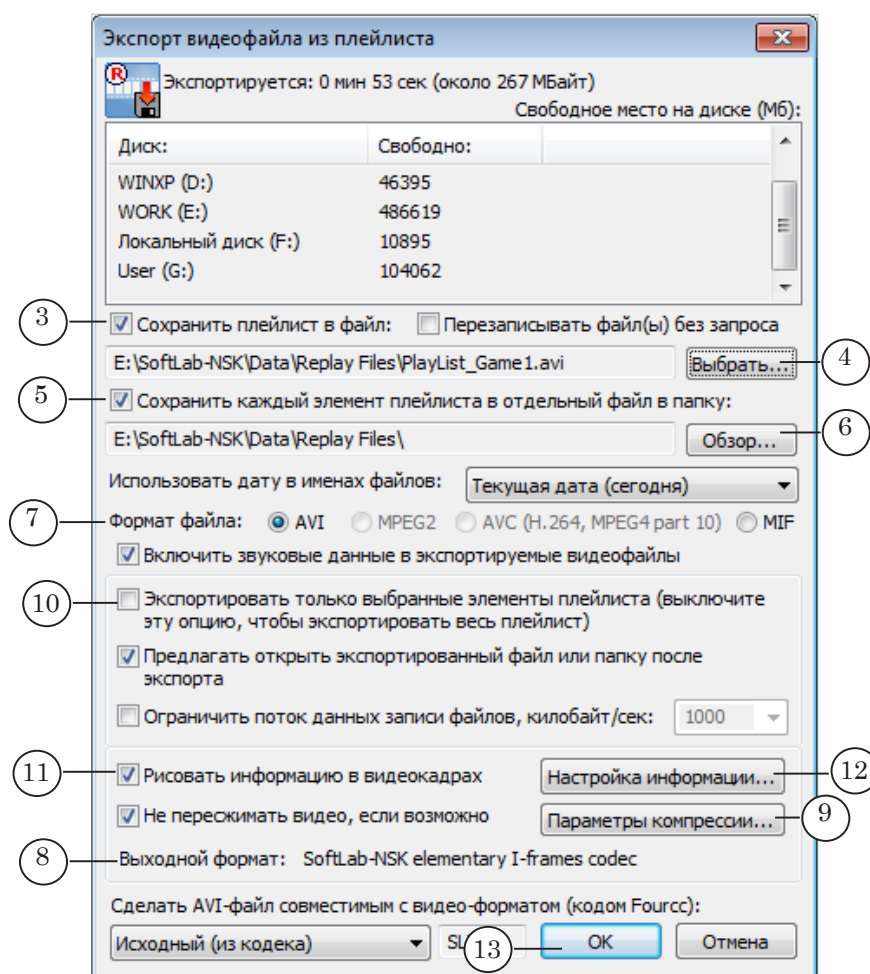 Экспорт видеофайла из плейлиста
R
Экспортируется: 0 мин 53 сек (около 267 МБайт)
Свободное место на диске (Мб):
Диск: Свободно:
WINXP (D:) 46395
WORK (E:) 486619
Локальный диск (F:) 10895
User (G:) 104062
3 Сохранить плейлист в файл: Перезаписывать файл(ы) без запроса
E:\SoftLab-NSK\Data\Replay Files\PlayList_Game1.avi Выбрать... 4
5 Сохранить каждый элемент плейлиста в отдельный файл в папку:
E:\SoftLab-NSK\Data\Replay Files\ Обзор... 6
Использовать дату в именах файлов: Текущая дата (сегодня)
7 Формат файла: AVI MPEG2 AVC (H.264, MPEG4 part 10) MIF
Включить звуковые данные в экспортируемые видеофайлы
10 Экспортировать только выбранные элементы плейлиста (выключите
эту опцию, чтобы экспортировать весь плейлист)
Предлагать открыть экспортированный файл или папку после
экспорта
Ограничить поток данных записи файлов, килобайт/сек: 1000
11 Рисовать информацию в видеокадрах Настройка информации... 12
Не пересжимать видео, если возможно Параметры компрессии... 9
8 Выходной формат: SoftLab-NSK elementary I-frames codec
Сделать AVI-файл совместимым с видео-форматом (кодом Fourcc):
Исходный (из кодека) 13 OK Отмена